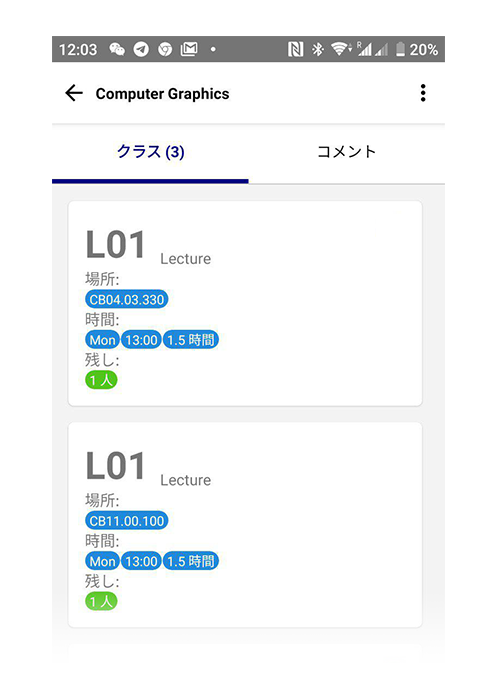 12:03 R 20%
Computer Graphics
クラス (3) コメント
L01 Lecture
場所:
CB04.03.330
時間:
Mon 13:00 1.5 時間
残し:
1 人
L01 Lecture
場所:
CB11.00.100
時間:
Mon 13:00 1.5 時間
残し:
1 人